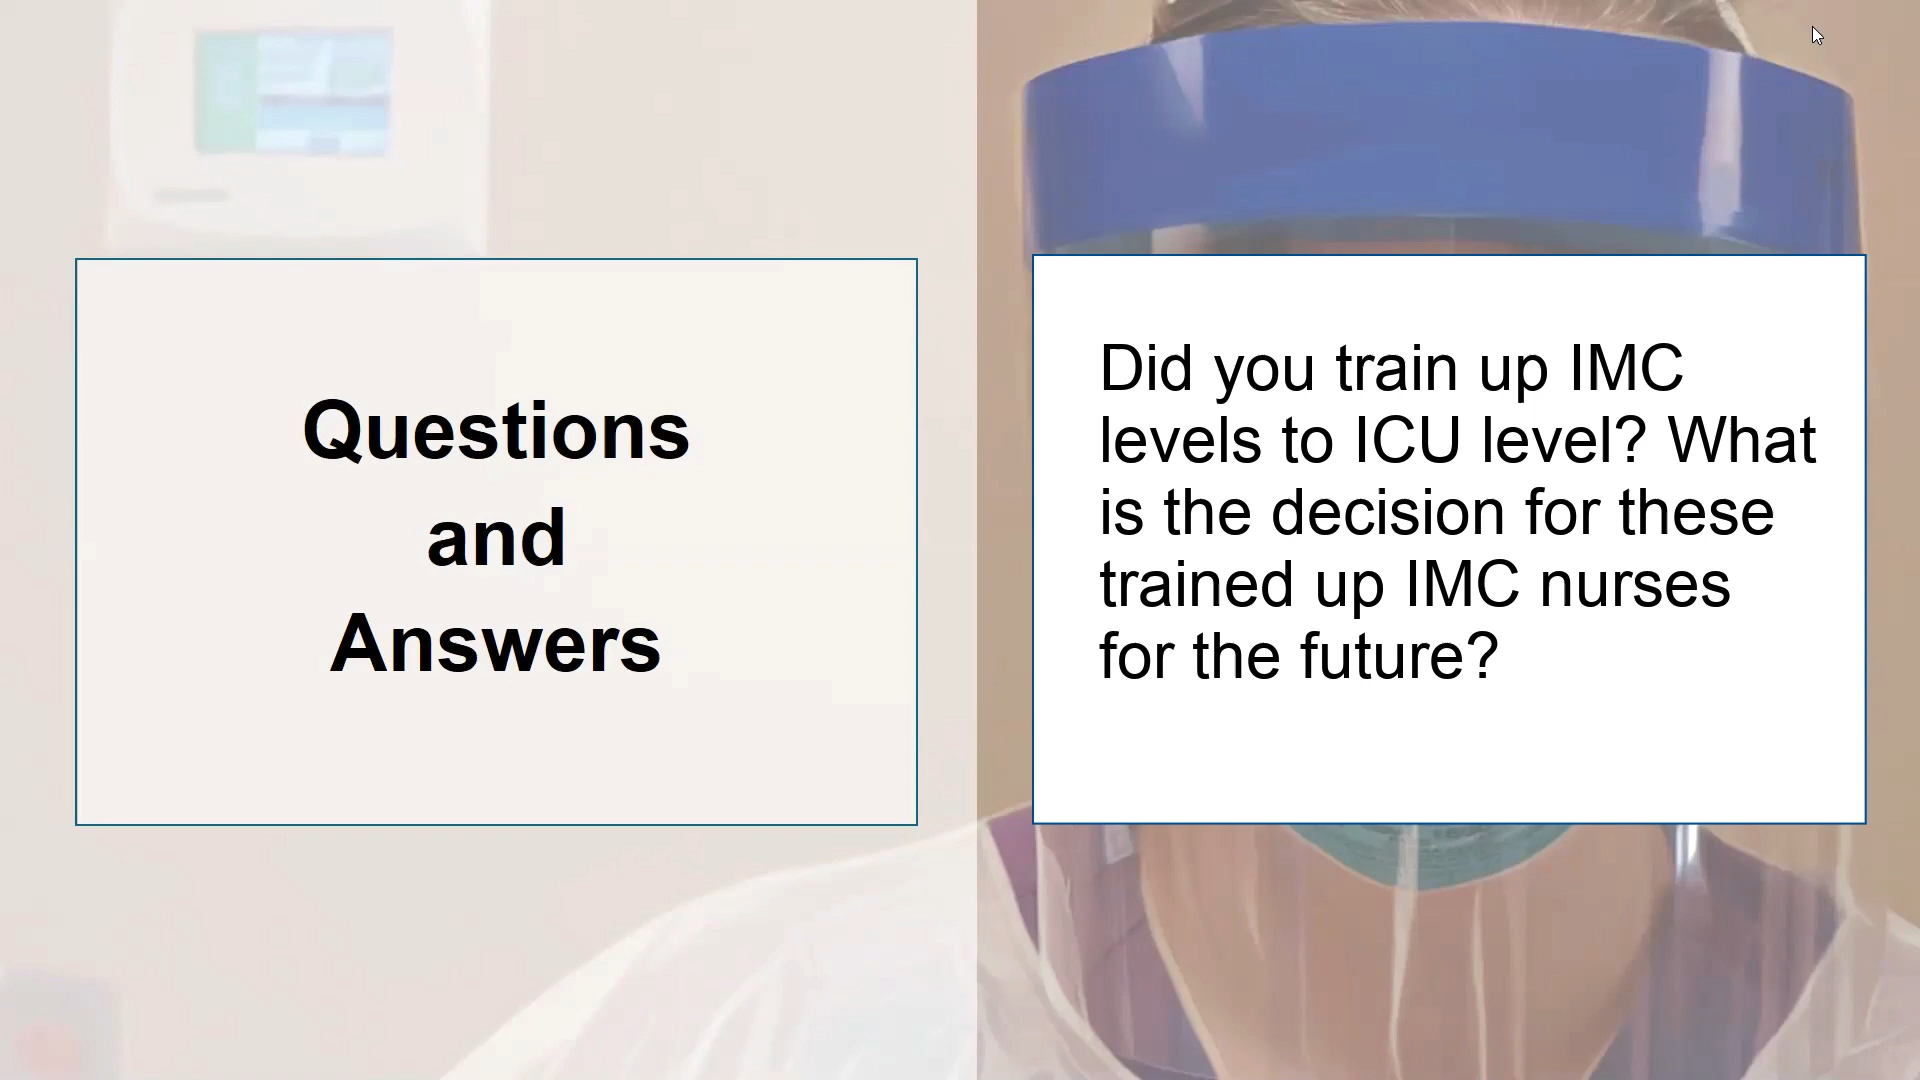 Questions
and
Answers
Did you train up IMC
levels to ICU level? What
is the decision for these
trained up IMC nurses
for the future?